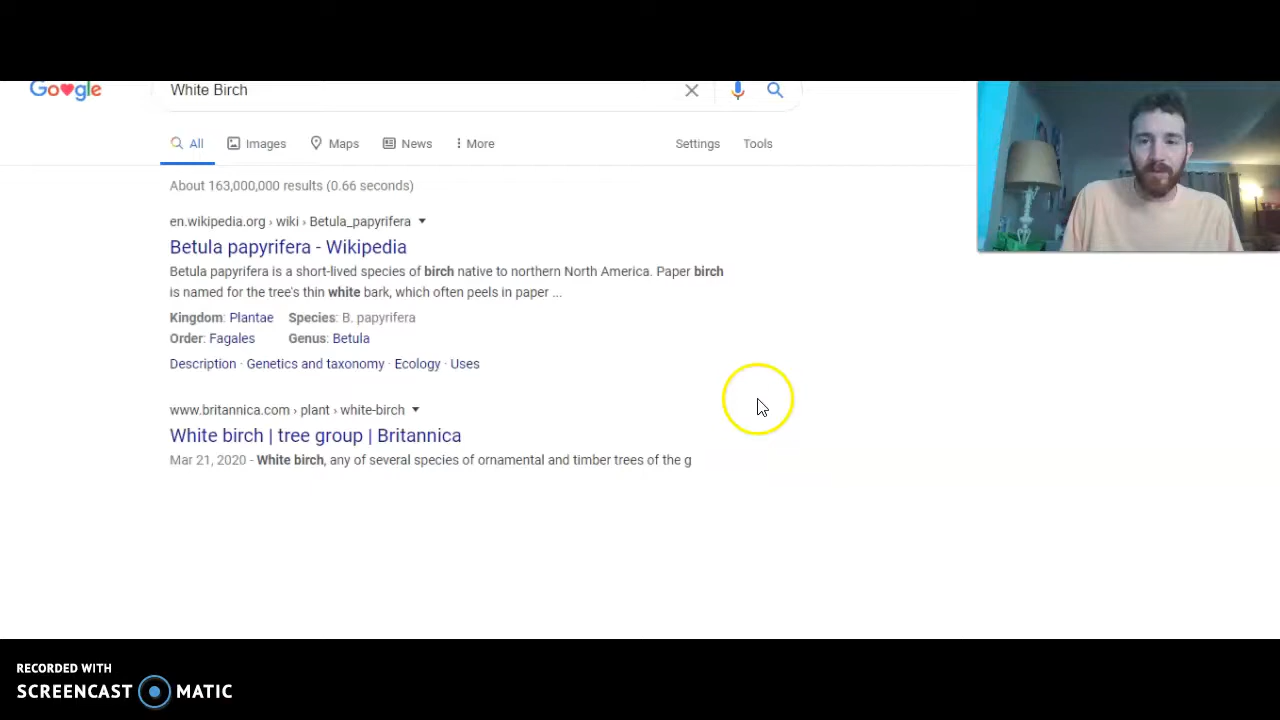 Go❤gle
White Birch
All Images Maps News More Settings Tools
About 163,000,000 results (0.66 seconds)
en.wikipedia.org › wiki › Betula_papyrifera
Betula papyrifera - Wikipedia
Betula papyrifera is a short-lived species of birch native to northern North America. Paper birch
is named for the tree's thin white bark, which often peels in paper ...
Kingdom: Plantae Species: B. papyrifera
Order: Fagales Genus: Betula
Description · Genetics and taxonomy · Ecology · Uses
www.britannica.com › plant › white-birch
White birch | tree group | Britannica
Mar 21, 2020 - White birch, any of several species of ornamental and timber trees of the g
RECORDED WITH
SCREENCAST MATIC